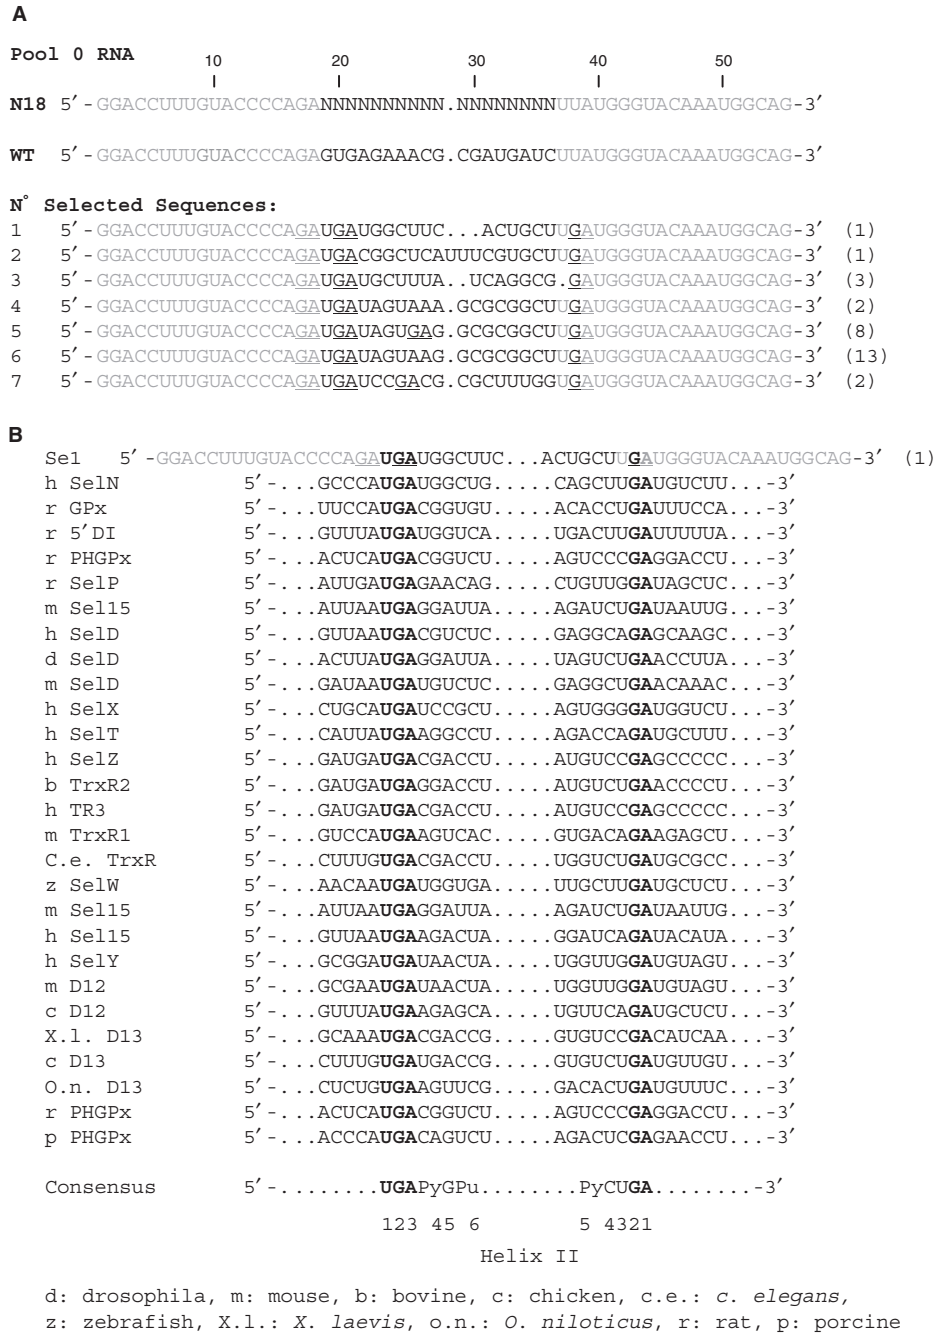 A
Pool 0 RNA
10 20 30 40 50
N18 5′-GGACCUUUGUACCCCAGANNNNNNNNNN.NNNNNNNNUUAUGGGUACAAAUGGCAG-3′
WT 5′-GGACCUUUGUACCCCAGAGUGAGAAACG.CGAUGAUCUUAUGGGUACAAAUGGCAG-3′
N° Selected Sequences:
1 5′-GGACCUUUGUACCCCAGAUGAUGGCUUC...ACUGCUUGAUGGGUACAAAUGGCAG-3′ (1)
2 5′-GGACCUUUGUACCCCAGAUGACGGCUCAUUUCGUGCUUGAUGGGUACAAAUGGCAG-3′ (1)
3 5′-GGACCUUUGUACCCCAGAUGAUGCUUUA..UCAGGCG.GAUGGGUACAAAUGGCAG-3′ (3)
4 5′-GGACCUUUGUACCCCAGAUGAUAGUAAA.GCGCGGCUUGAUGGGUACAAAUGGCAG-3′ (2)
5 5′-GGACCUUUGUACCCCAGAUGAUAGUGAG.GCGCGGCUUGAUGGGUACAAAUGGCAG-3′ (8)
6 5′-GGACCUUUGUACCCCAGAUGAUAGUAAG.GCGCGGCUUGAUGGGUACAAAUGGCAG-3′ (13)
7 5′-GGACCUUUGUACCCCAGAUGAUCCGACG.CGCUUUGGUGAUGGGUACAAAUGGCAG-3′ (2)
B
Se1 5′-GGACCUUUGUACCCCAGAUGAUGGCUUC...ACUGCUUGAUGGGUACAAAUGGCAG-3′ (1)
h SelN 5′-...GCCCAUGAUGGCUG.....CAGCUUGAUGUCUU...-3′
r GPx 5′-...UUCCAUGACGGUGU.....ACACCUGAUUUCCA...-3′
r 5′DI 5′-...GUUUAUGAUGGUCA.....UGACUUGAUUUUUA...-3′
r PHGPx 5′-...ACUCAUGACGGUCU.....AGUCCCGAGGACCU...-3′
r SelP 5′-...AUUGAUGAGAACAG.....CUGUUGGAUAGCUC...-3′
m Sel15 5′-...AUUAAUGAGGAUUA.....AGAUCUGAUAAUUG...-3′
h SelD 5′-...GUUAAUGACGUCUC.....GAGGCAGAGCAAGC...-3′
d SelD 5′-...ACUUAUGAGGAUUA.....UAGUCUGAACCUUA...-3′
m SelD 5′-...GAUAAUGAUGUCUC.....GAGGCUGAACAAAC...-3′
h SelX 5′-...CUGCAUGAUCCGCU.....AGUGGGGAUGGUCU...-3′
h SelT 5′-...CAUUAUGAAGGCCU.....AGACCAGAUGCUUU...-3′
h SelZ 5′-...GAUGAUGACGACCU.....AUGUCCGAGCCCCC...-3′
b TrxR2 5′-...GAUGAUGAGGACCU.....AUGUCUGAACCCCU...-3′
h TR3 5′-...GAUGAUGACGACCU.....AUGUCCGAGCCCCC...-3′
m TrxR1 5′-...GUCCAUGAAGUCAC.....GUGACAGAAGAGCU...-3′
C.e. TrxR 5′-...CUUUGUGACGACCU.....UGGUCUGAUGCGCC...-3′
z SelW 5′-...AACAAUGAUGGUGA.....UUGCUUGAUGCUCU...-3′
m Sel15 5′-...AUUAAUGAGGAUUA.....AGAUCUGAUAAUUG...-3′
h Sel15 5′-...GUUAAUGAAGACUA.....GGAUCAGAUACAUA...-3′
h SelY 5′-...GCGGAUGAUAACUA.....UGGUUGGAUGUAGU...-3′
m D12 5′-...GCGAAUGAUAACUA.....UGGUUGGAUGUAGU...-3′
c D12 5′-...GUUUAUGAAGAGCA.....UGUUCAGAUGCUCU...-3′
X.l. D13 5′-...GCAAAUGACGACCG.....GUGUCCGACAUCAA...-3′
c D13 5′-...CUUUGUGAUGACCG.....GUGUCUGAUGUUGU...-3′
O.n. D13 5′-...CUCUGUGAAGUUCG.....GACACUGAUGUUUC...-3′
r PHGPx 5′-...ACUCAUGACGGUCU.....AGUCCCGAGGACCU...-3′
p PHGPx 5′-...ACCCAUGACAGUCU.....AGACUCGAGAACCU...-3′
Consensus 5′-........UGAPyGPu........PyCUGA........-3′
123 45 6 5 4321
Helix II
d: drosophila, m: mouse, b: bovine, c: chicken, c.e.: c. elegans,
z: zebrafish, X.l.: X. laevis, o.n.: O. niloticus, r: rat, p: porcine